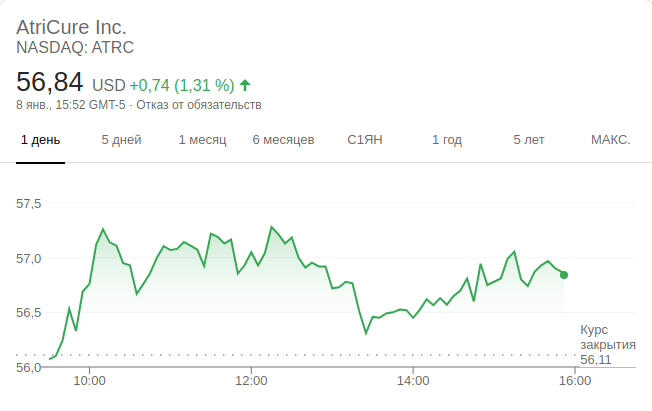 AtriCure Inc.
NASDAQ: ATRC
56,84 USD +0,74 (1,31 %)
8 янв., 15:52 GMT-5 · Отказ от обязательств
1 день 5 дней 1 месяц 6 месяцев С1ЯН 1 год 5 лет МАКС.
57,5
57,0
56,5
56,0
Курс
закрытия
56,11
10:00 12:00 14:00 16:00